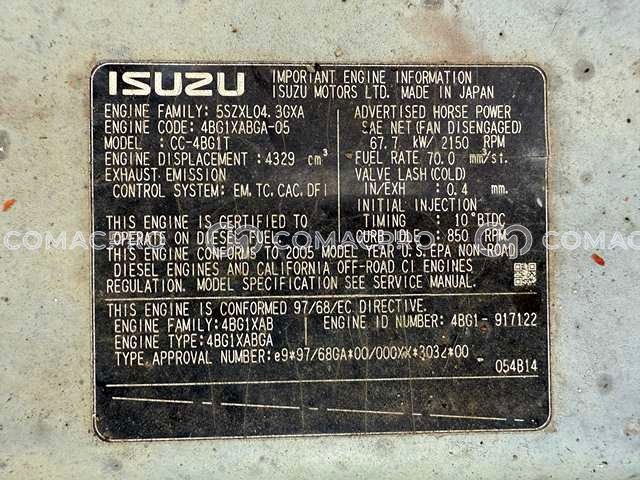 ISUZU IMPORTANT ENGINE INFORMATION
ISUZU MOTORS LTD. MADE IN JAPAN
ENGINE FAMILY: 5SZXL04.3GXA
ENGINE CODE: 4BG1XABGA-05
MODEL : CC-4BG1T
ENGINE DISPLACEMENT:4329 cm³
EXHAUST EMISSION
CONTROL SYSTEM: EM,TC,CAC,DFI
ADVERTISED HORSE POWER
SAE NET (FAN DISENGAGED)
67.7 kW/ 2150 RPM
FUEL RATE 70.0 mm³/st.
VALVE LASH (COLD)
IN/EXH : 0.4 mm.
INITIAL INJECTION
TIMING : 10°BTDC
CURB IDLE : 850 RPM
THIS ENGINE IS CERTIFIED TO
OPERATE ON DIESEL FUEL.
THIS ENGINE CONFORMS TO 2005 MODEL YEAR U.S.EPA NON-ROAD
DIESEL ENGINES AND CALIFORNIA OFF-ROAD CI ENGINES
REGULATION. MODEL SPECIFICATION SEE SERVICE MANUAL.
THIS ENGINE IS CONFORMED 97/68/EC DIRECTIVE.
ENGINE FAMILY:4BG1XAB ENGINE ID NUMBER: 4BG1- 917122
ENGINE TYPE:4BG1XABGA
TYPE APPROVAL NUMBER:e9*97/68GA*00/000XX*3032*00
054B14
COMAC PRO COMAC PRO COMAC PRO